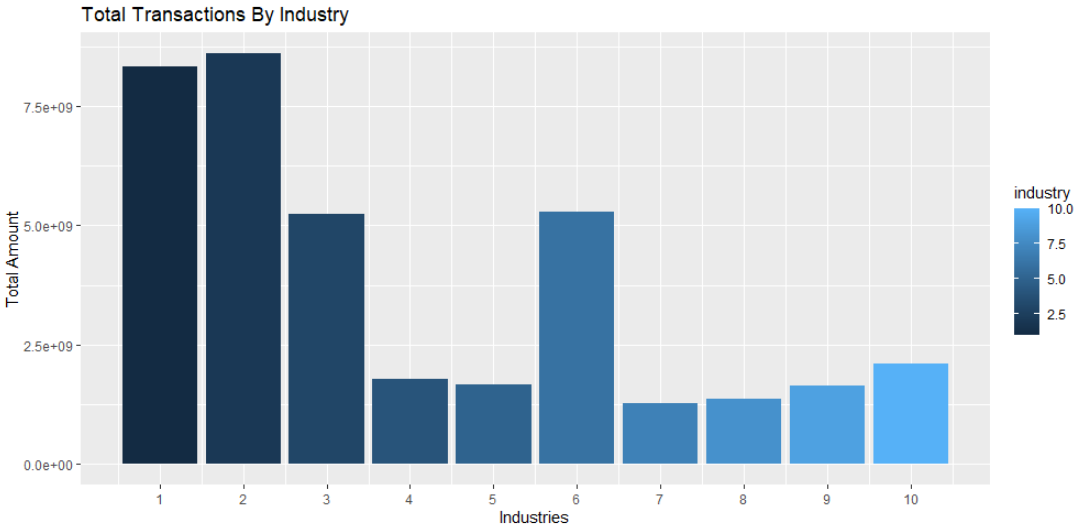 Total Transactions By Industry
Total Amount
7.5e+09
5.0e+09
2.5e+09
0.0e+00
1 2 3 4 5 6 7 8 9 10
Industries
industry
10.0
7.5
5.0
2.5